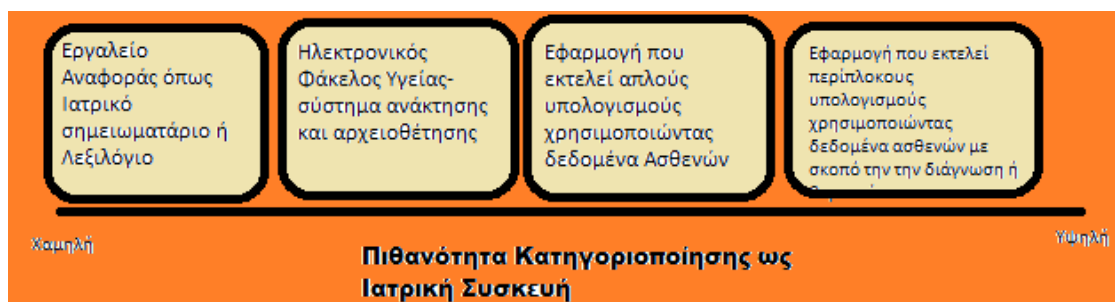 Εργαλείο
Αναφοράς όπως
Ιατρικό
σημειωματάριο ή
Λεξιλόγιο
Ηλεκτρονικός
Φάκελος Υγείας-
σύστημα ανάκτησης
και αρχειοθέτησης
Εφαρμογή που
εκτελεί απλούς
υπολογισμούς
χρησιμοποιώντας
δεδομένα Ασθενών
Εφαρμογή που εκτελεί
περίπλοκους
υπολογισμούς
χρησιμοποιώντας
δεδομένα ασθενών με
σκοπό την την διάγνωση ή
Χαμηλή
Υψηλή
Πιθανότητα Κατηγοριοποίησης ως
Ιατρική Συσκευή